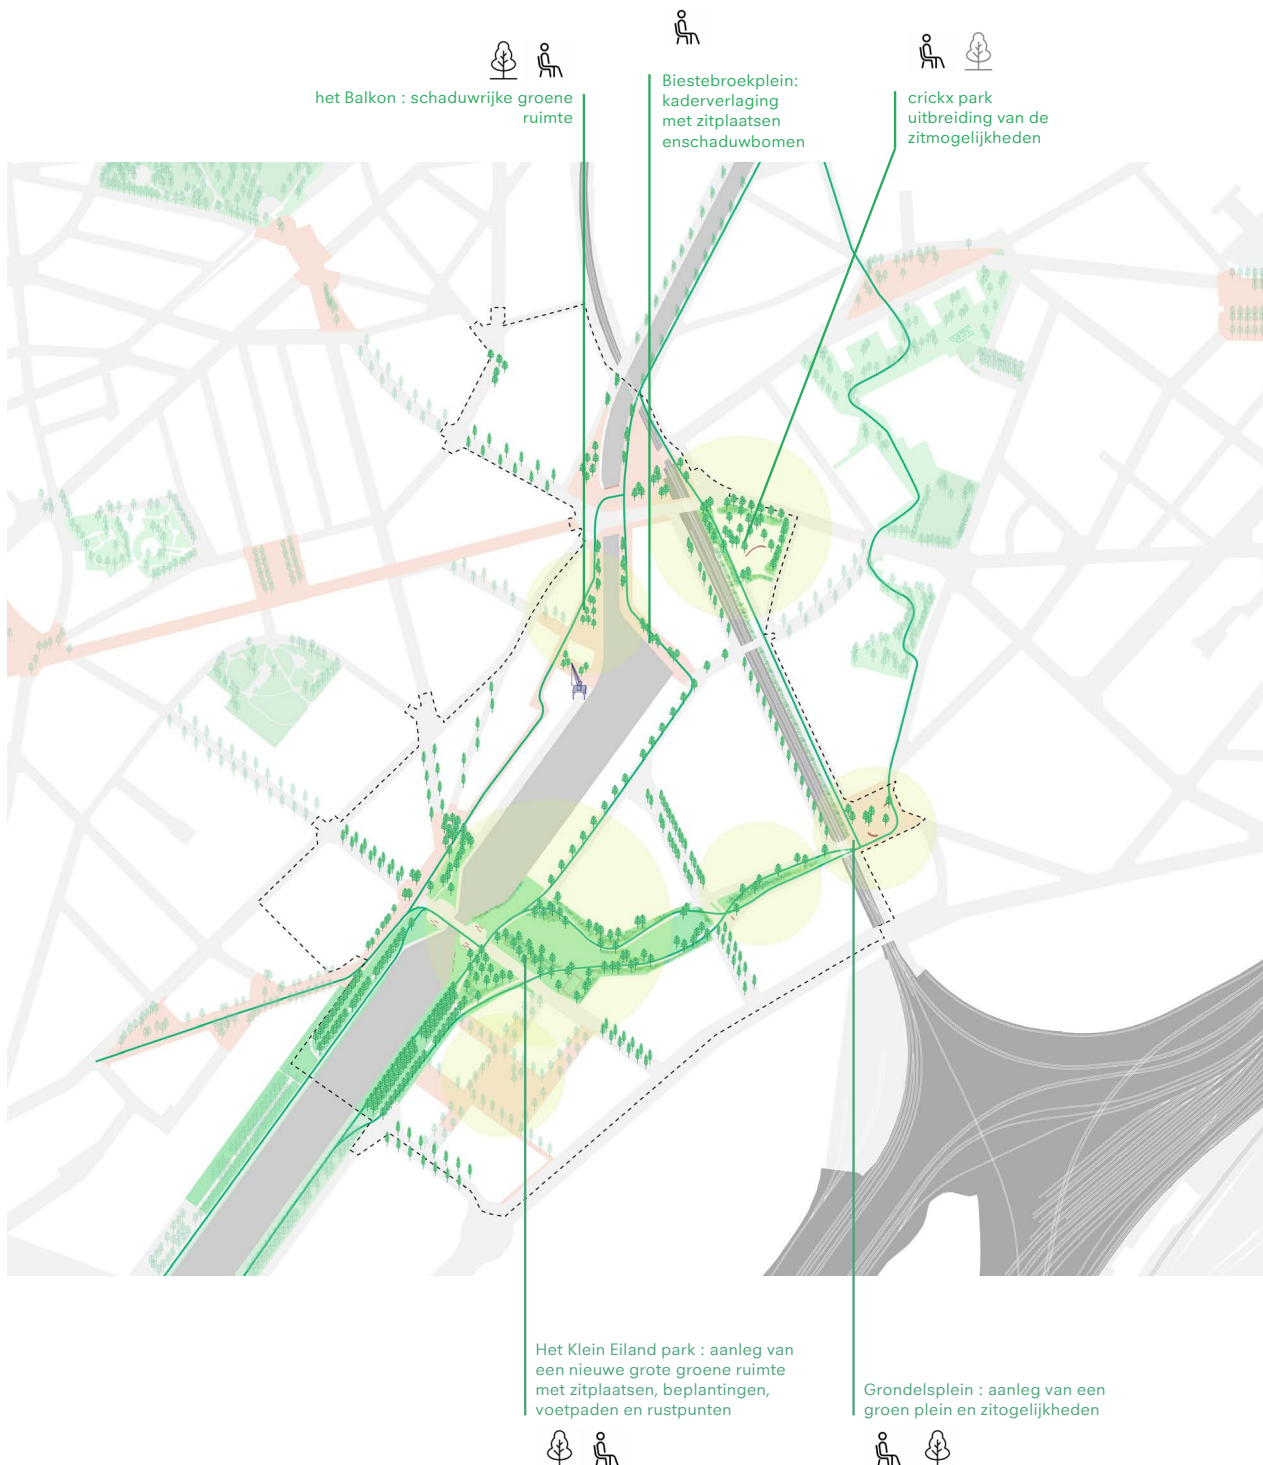 het Balkon : schaduwrijke groene
ruimte
Biestebroekplein:
kaderverlaging
met zitplaatsen
enschaduwbomen
crickx park
uitbreiding van de
zitmogelijkheden
Het Klein Eiland park : aanleg van
een nieuwe grote groene ruimte
met zitplaatsen, beplantingen,
voetpaden en rustpunten
Grondelsplein : aanleg van een
groen plein en zitogelijkheden